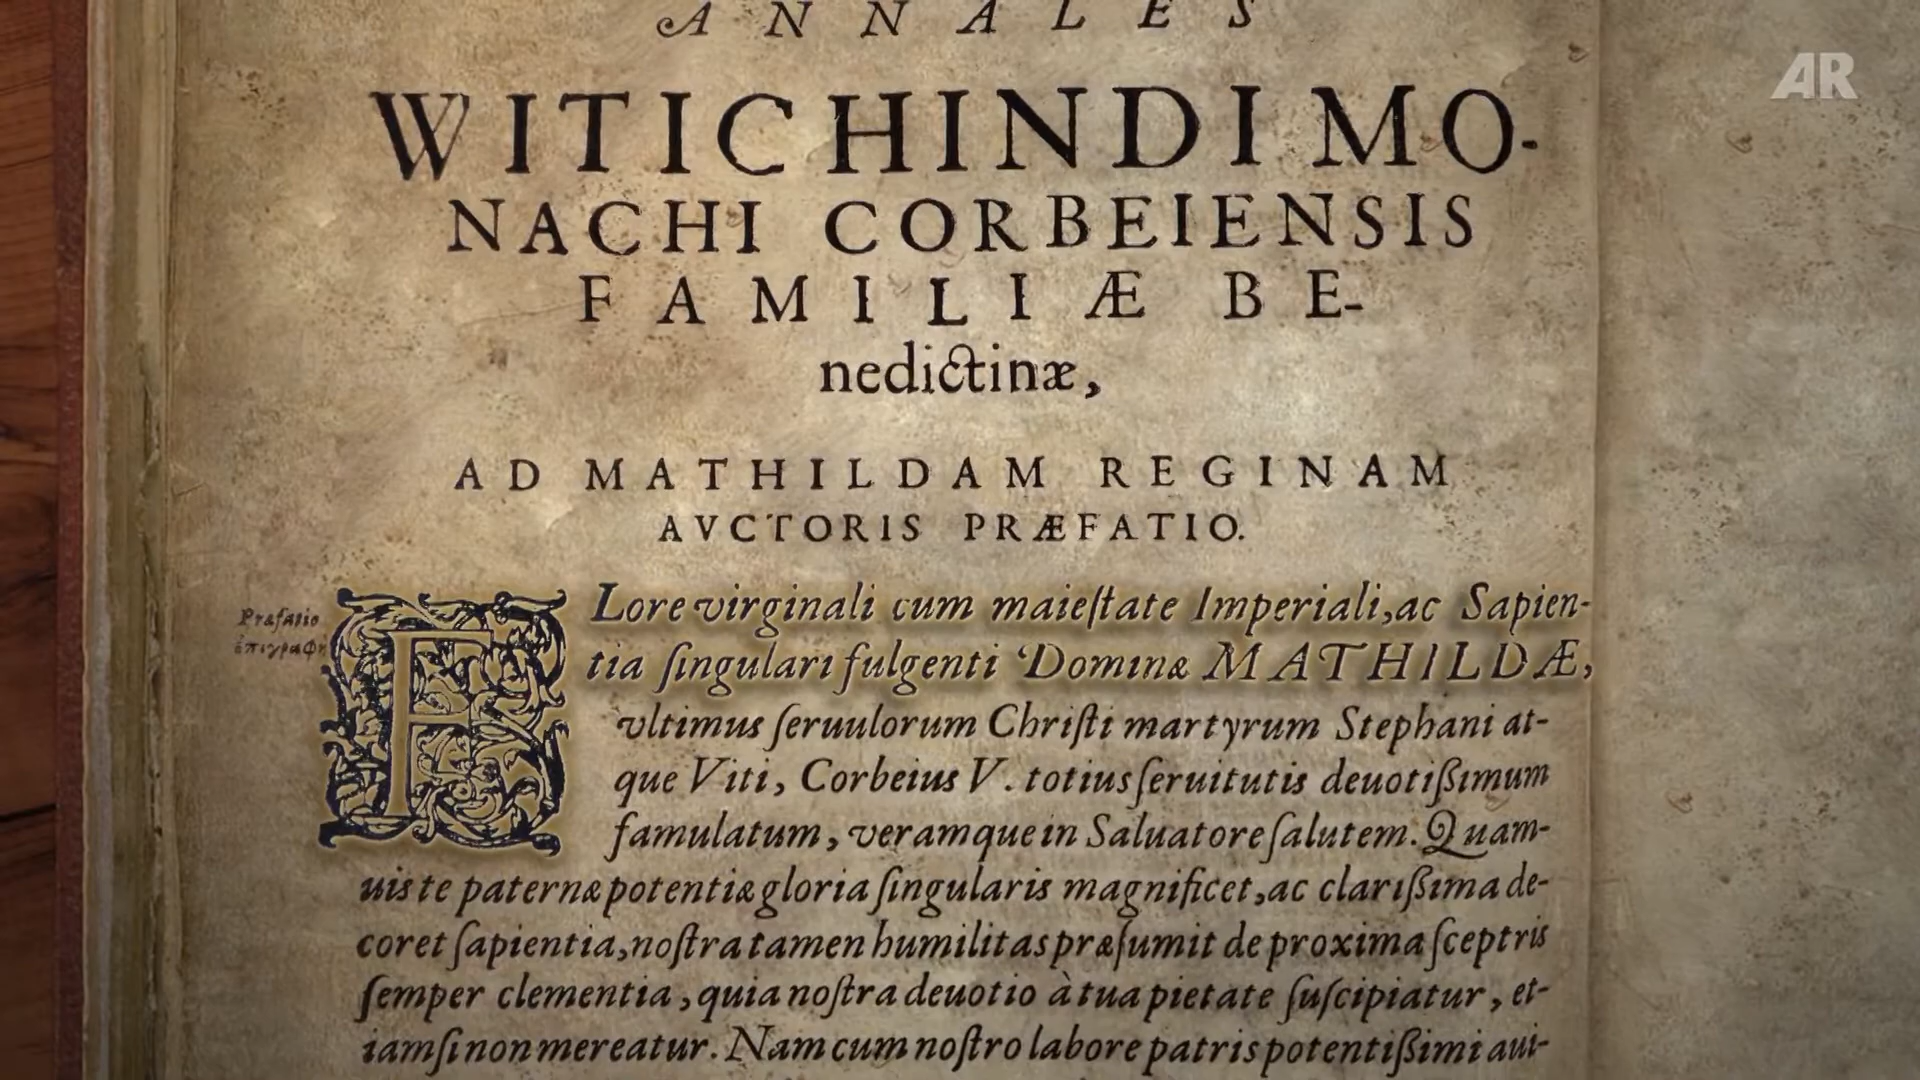 ANNALES
WITICHINDI MO-
NACHI CORBEIENSIS
FAMILIÆ BE-
nedictinæ,
AD MATHILDAM REGINAM
AVCTORIS PRÆFATIO.
FLore virginali cum maieſtate Imperiali, ac Sapien-
tia ſingulari fulgenti Dominæ MATHILDÆ,
vltimus ſeruulorum Chriſti martyrum Stephani at-
que Viti, Corbeius V. totius ſeruitutis deuotißimum
famulatum, veramque in Saluatore ſalutem. Quam-
uis te paternæ potentiæ gloria ſingularis magnificet, ac clarißima de-
coret ſapientia, noſtra tamen humilitas præſumit de proxima ſceptris
ſemper clementia, quia noſtra deuotio à tua pietate ſuſcipiatur, et-
iamſi non mereatur. Nam cum noſtro labore patris potentißimi aui-
Præfatio
ἐπιγραφὴ
AR